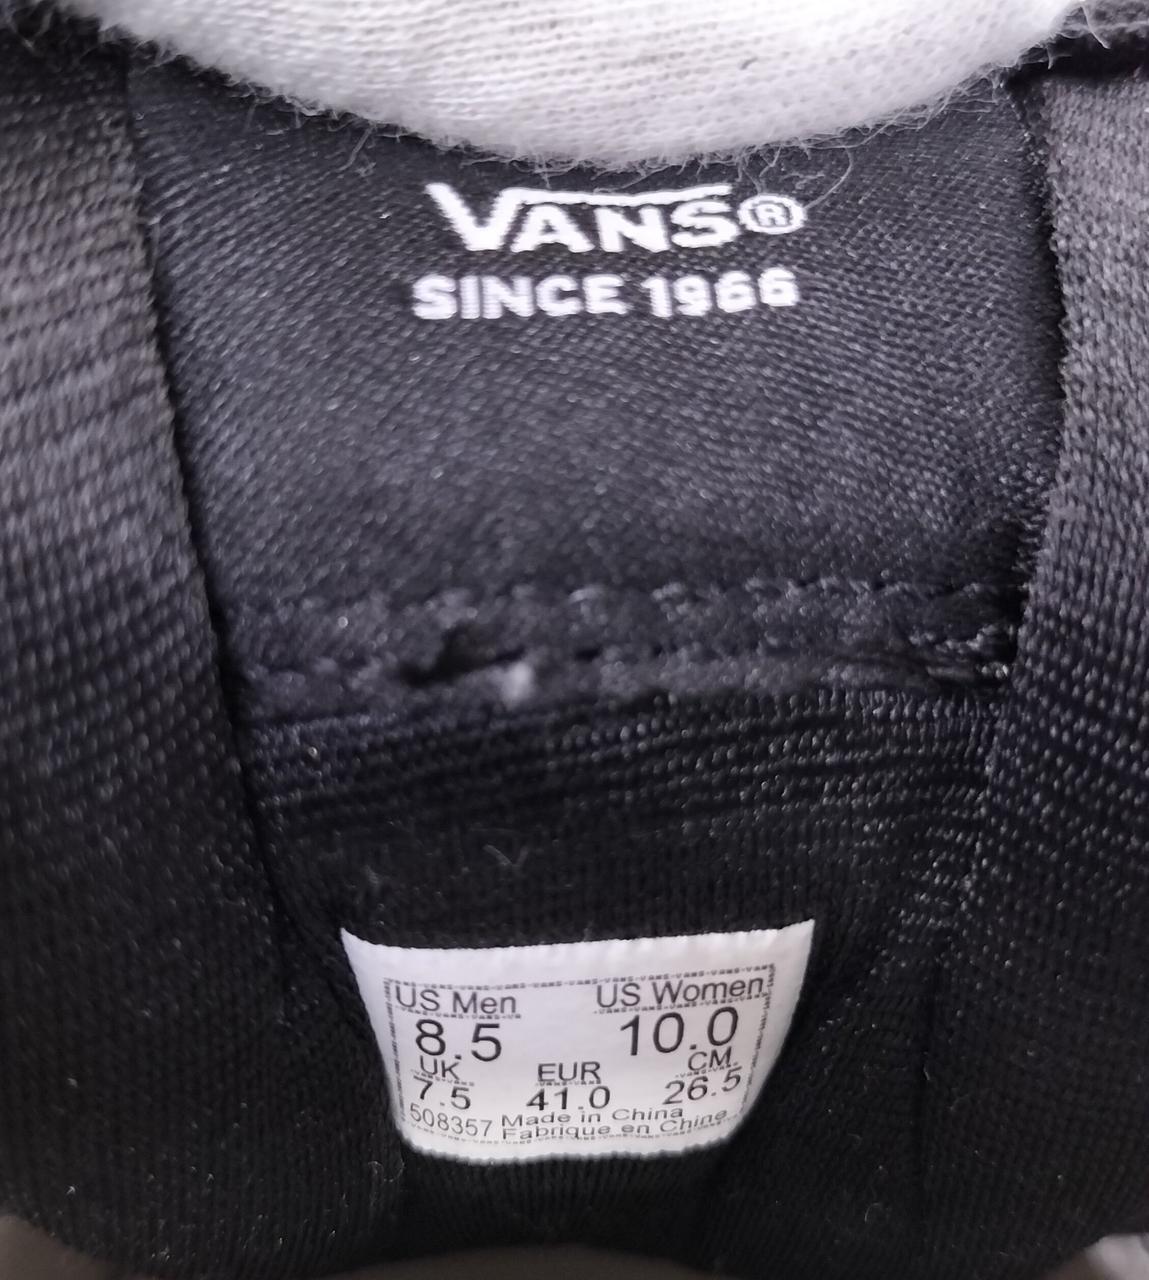 VANS®
SINCE 1966
US Men US Women
8.5 10.0
UK EUR CM
7.5 41.0 26.5
508357 Made in China
Fabrique en Chine